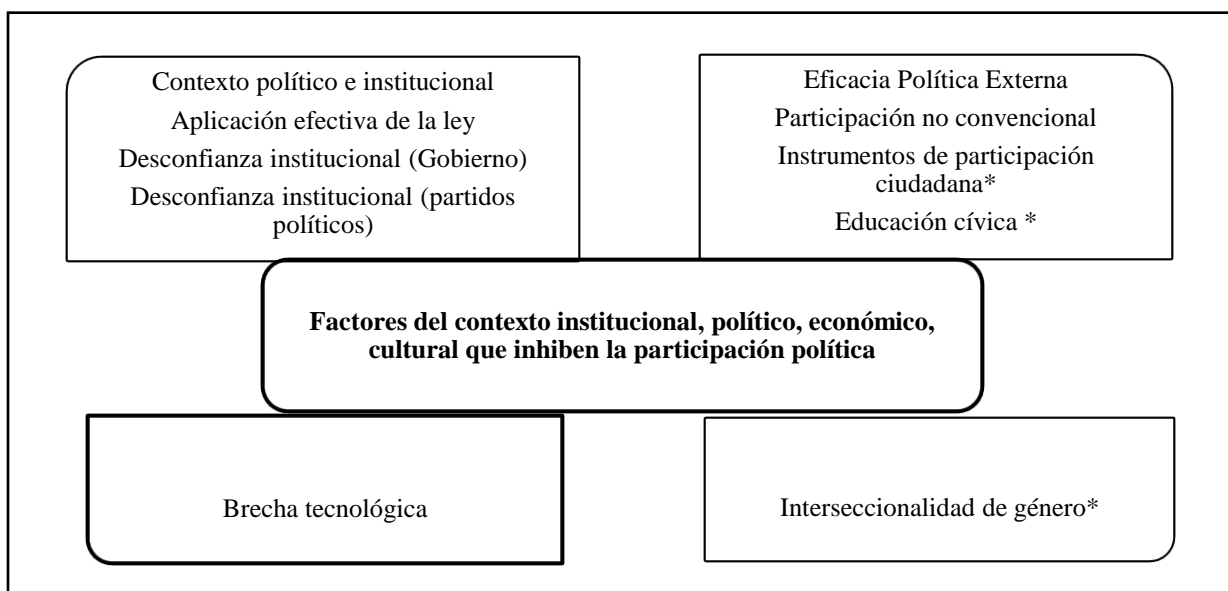 Contexto político e institucional
Aplicación efectiva de la ley
Desconfianza institucional (Gobierno)
Desconfianza institucional (partidos
políticos)
Eficacia Política Externa
Participación no convencional
Instrumentos de participación
ciudadana*
Educación cívica *
Factores del contexto institucional, político, económico,
cultural que inhiben la participación política
Brecha tecnológica
Interseccionalidad de género*